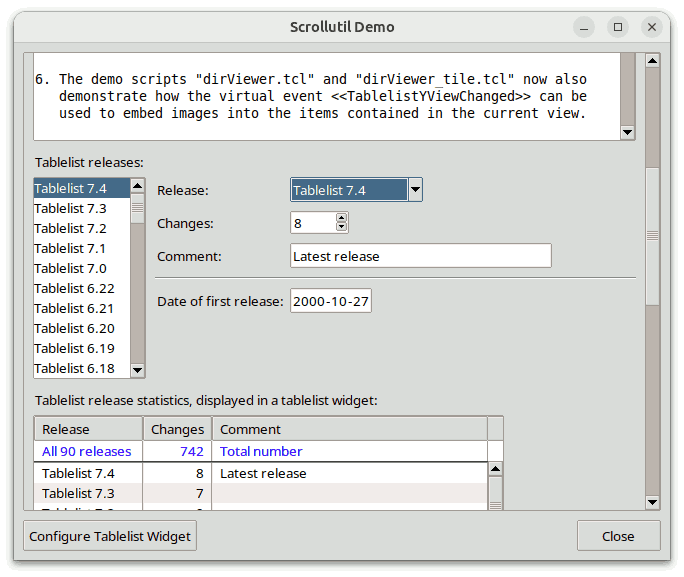 Scrollutil Demo
6. The demo scripts "dirViewer.tcl" and "dirViewer_tile.tcl" now also
demonstrate how the virtual event <<TablelistYViewChanged>> can be
used to embed images into the items contained in the current view.
Tablelist releases:
Tablelist 7.4
Tablelist 7.3
Tablelist 7.2
Tablelist 7.1
Tablelist 7.0
Tablelist 6.22
Tablelist 6.21
Tablelist 6.20
Tablelist 6.19
Tablelist 6.18
Release: Tablelist 7.4
Changes: 8
Comment: Latest release
Date of first release: 2000-10-27
Tablelist release statistics, displayed in a tablelist widget:
Release Changes Comment
All 90 releases 742 Total number
Tablelist 7.4 8 Latest release
Tablelist 7.3 7
Configure Tablelist Widget Close